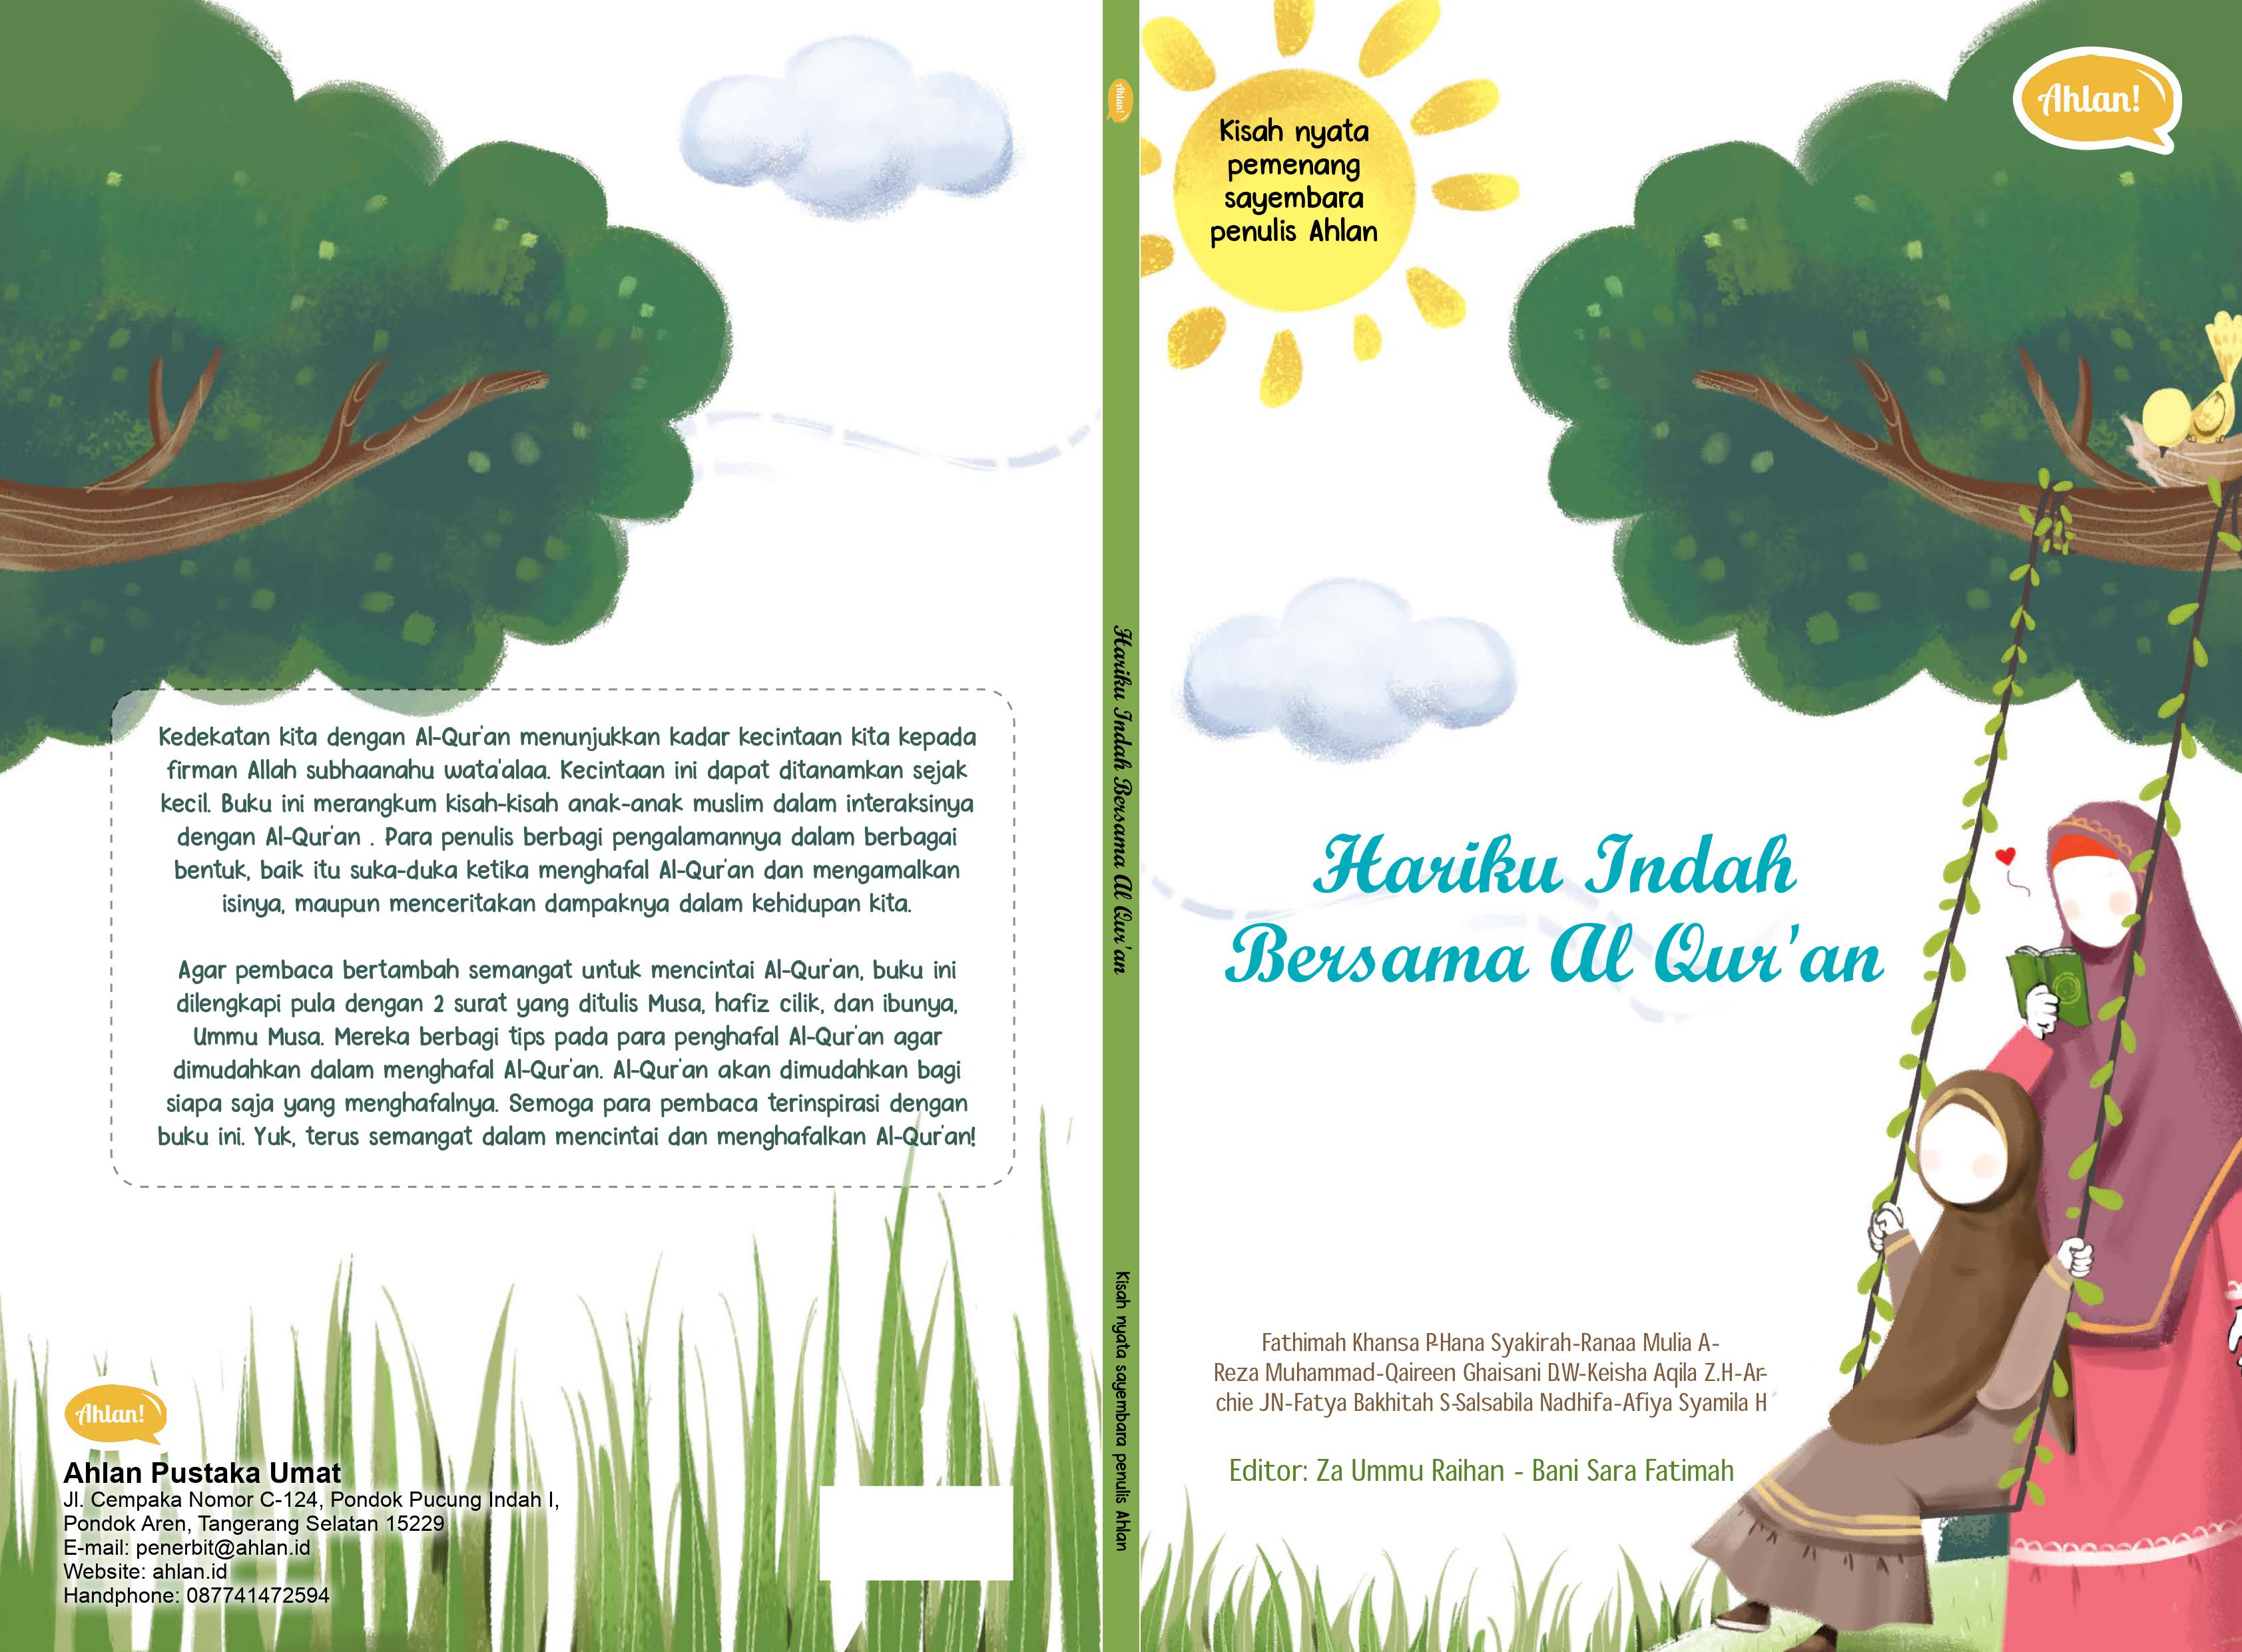 Kedekatan kita dengan Al-Qur'an menunjukkan kadar kecintaan kita kepada
firman Allah subhaanahu wata'alaa. Kecintaan ini dapat ditanamkan sejak
kecil. Buku ini merangkum kisah-kisah anak-anak muslim dalam interaksinya
dengan Al-Qur'an . Para penulis berbagi pengalamannya dalam berbagai
bentuk, baik itu suka-duka ketika menghafal Al-Qur'an dan mengamalkan
isinya, maupun menceritakan dampaknya dalam kehidupan kita.
Agar pembaca bertambah semangat untuk mencintai Al-Qur'an, buku ini
dilengkapi pula dengan 2 surat yang ditulis Musa, hafiz cilik, dan ibunya,
Ummu Musa. Mereka berbagi tips pada para penghafal Al-Qur'an agar
dimudahkan dalam menghafal Al-Qur'an. Al-Qur'an akan dimudahkan bagi
siapa saja yang menghafalnya. Semoga para pembaca terinspirasi dengan
buku ini. Yuk, terus semangat dalam mencintai dan menghafalkan Al-Qur'an!
Ahlan!
Ahlan Pustaka Umat
Jl. Cempaka Nomor C-124, Pondok Pucung Indah I,
Pondok Aren, Tangerang Selatan 15229
E-mail: penerbit@ahlan.id
Website: ahlan.id
Handphone: 087741472594
Ahlan!
Hariku Indah Bersama Al Qur'an
Kisah nyata sayembara penulis Ahlan
Kisah nyata
pemenang
sayembara
penulis Ahlan
Ahlan!
Hariku Indah
Bersama Al Qur'an
Fathimah Khansa P-Hana Syakirah-Ranaa Mulia A-
Reza Muhammad-Qaireen Ghaisani D.W-Keisha Aqila Z.H-Ar-
chie JN-Fatya Bakhitah S-Salsabila Nadhifa-Afiya Syamila H
Editor: Za Ummu Raihan - Bani Sara Fatimah
1